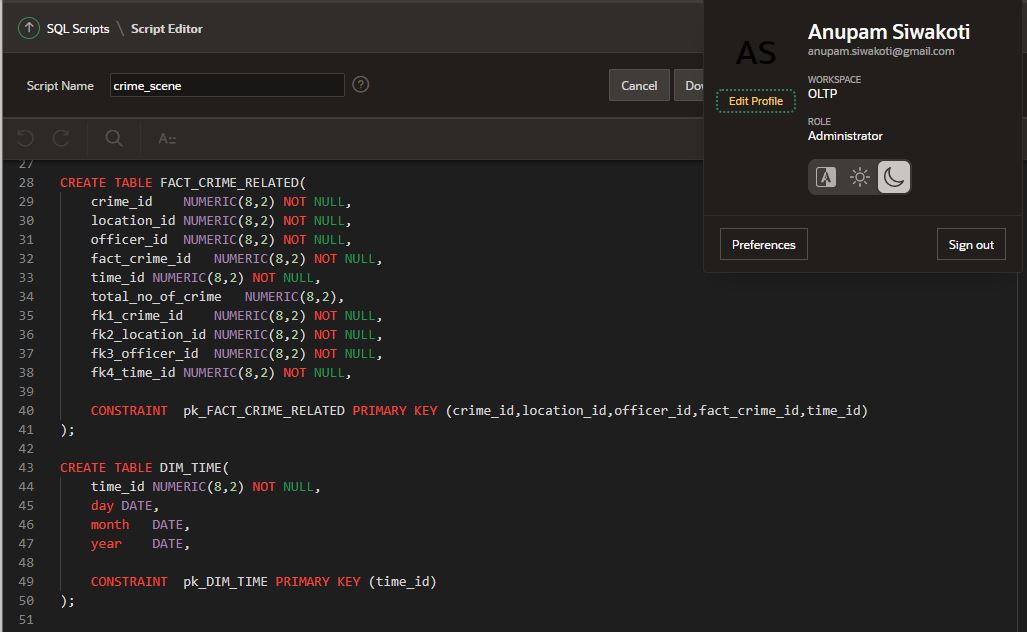 SQL Scripts \ Script Editor
Script Name crime_scene ? Cancel Dow
AS
Anupam Siwakoti
anupam.siwakoti@gmail.com
Edit Profile
WORKSPACE
OLTP
ROLE
Administrator
A
Preferences Sign out
A
27
28 CREATE TABLE FACT_CRIME_RELATED(
29     crime_id    NUMERIC(8,2) NOT NULL,
30     location_id NUMERIC(8,2) NOT NULL,
31     officer_id  NUMERIC(8,2) NOT NULL,
32     fact_crime_id   NUMERIC(8,2) NOT NULL,
33     time_id NUMERIC(8,2) NOT NULL,
34     total_no_of_crime   NUMERIC(8,2),
35     fk1_crime_id    NUMERIC(8,2) NOT NULL,
36     fk2_location_id NUMERIC(8,2) NOT NULL,
37     fk3_officer_id  NUMERIC(8,2) NOT NULL,
38     fk4_time_id NUMERIC(8,2) NOT NULL,
39
40     CONSTRAINT  pk_FACT_CRIME_RELATED PRIMARY KEY (crime_id,location_id,officer_id,fact_crime_id,time_id)
41 );
42
43 CREATE TABLE DIM_TIME(
44     time_id NUMERIC(8,2) NOT NULL,
45     day DATE,
46     month   DATE,
47     year    DATE,
48
49     CONSTRAINT  pk_DIM_TIME PRIMARY KEY (time_id)
50 );
51